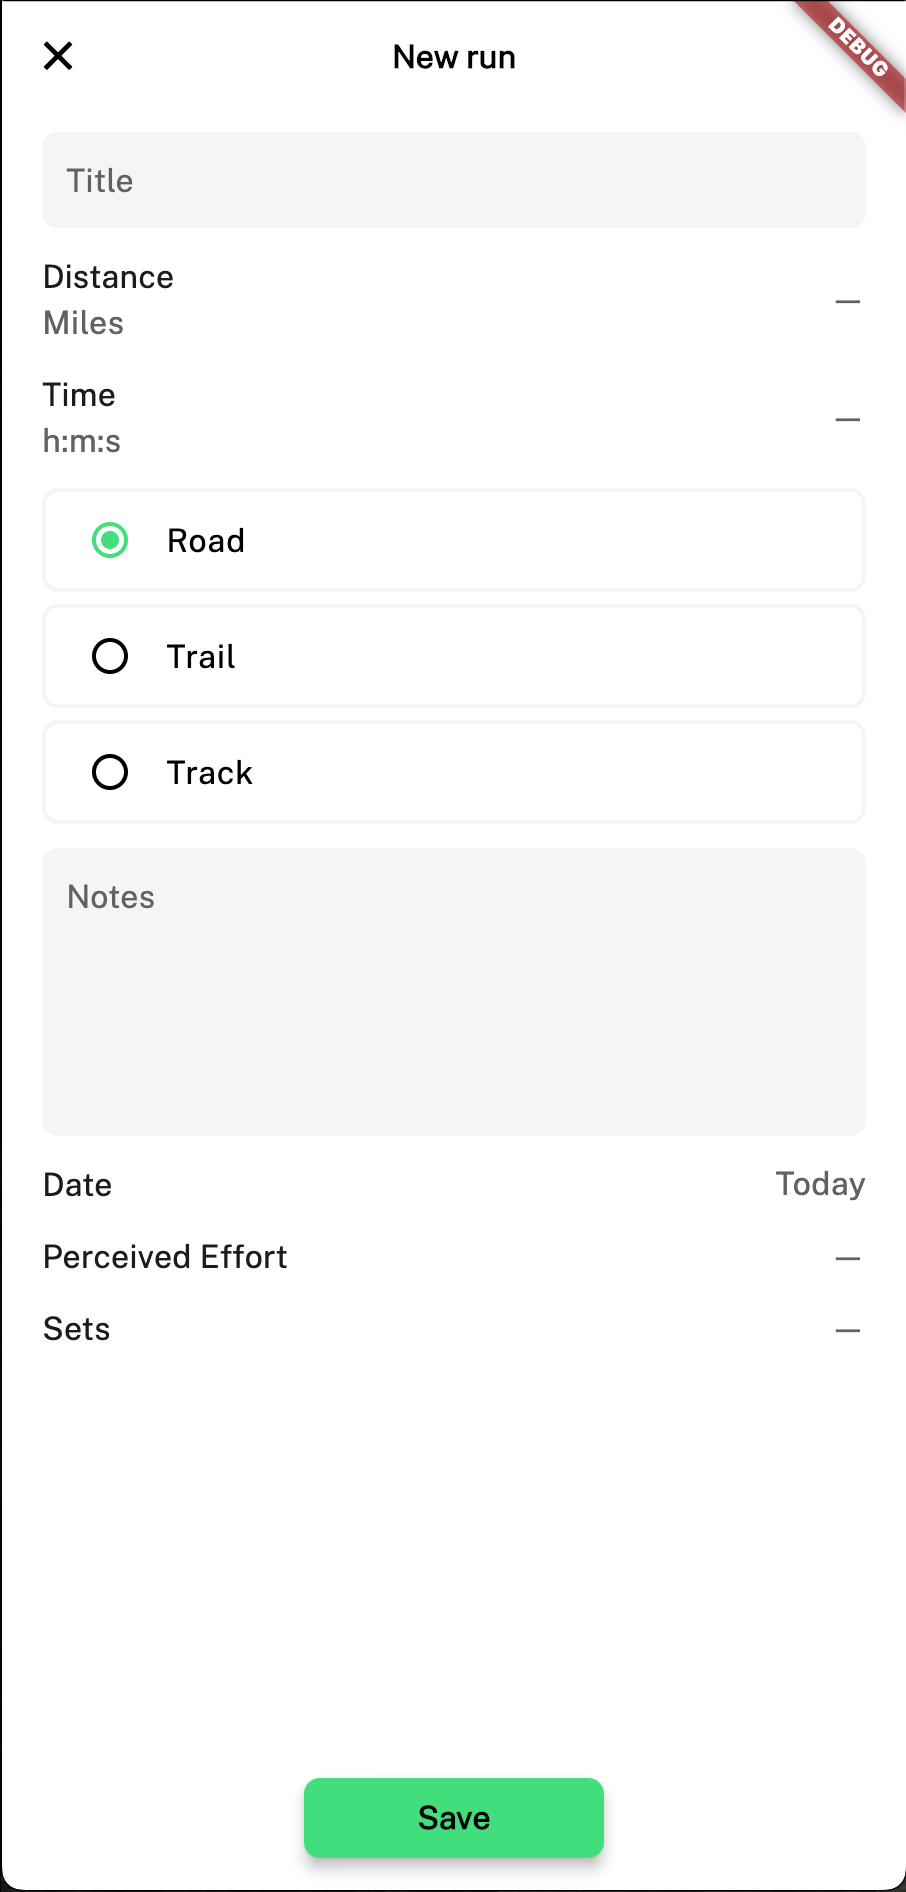 New run
DEBUG
Title
Distance
Miles
—
Time
h:m:s
—
Road
Trail
Track
Notes
Date Today
Perceived Effort —
Sets —
Save